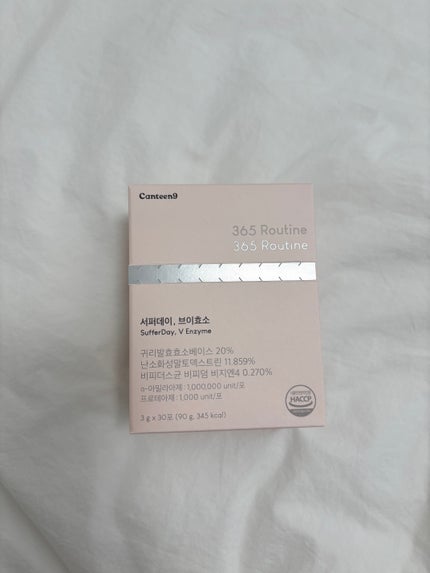 Canteen9
365 Routine
365 Routine
서퍼데이, 브이효소
SufferDay, V Enzyme
귀리발효효소베이스 20%
난소화성말토덱스트린 11.859%
비피더스균 비피덤 비지엔4 0.270%
α-아밀라아제 : 1,000,000 unit/포
프로테아제 : 1,000 unit/포
3 g x 30포 (90 g, 345 kcal)
HACCP